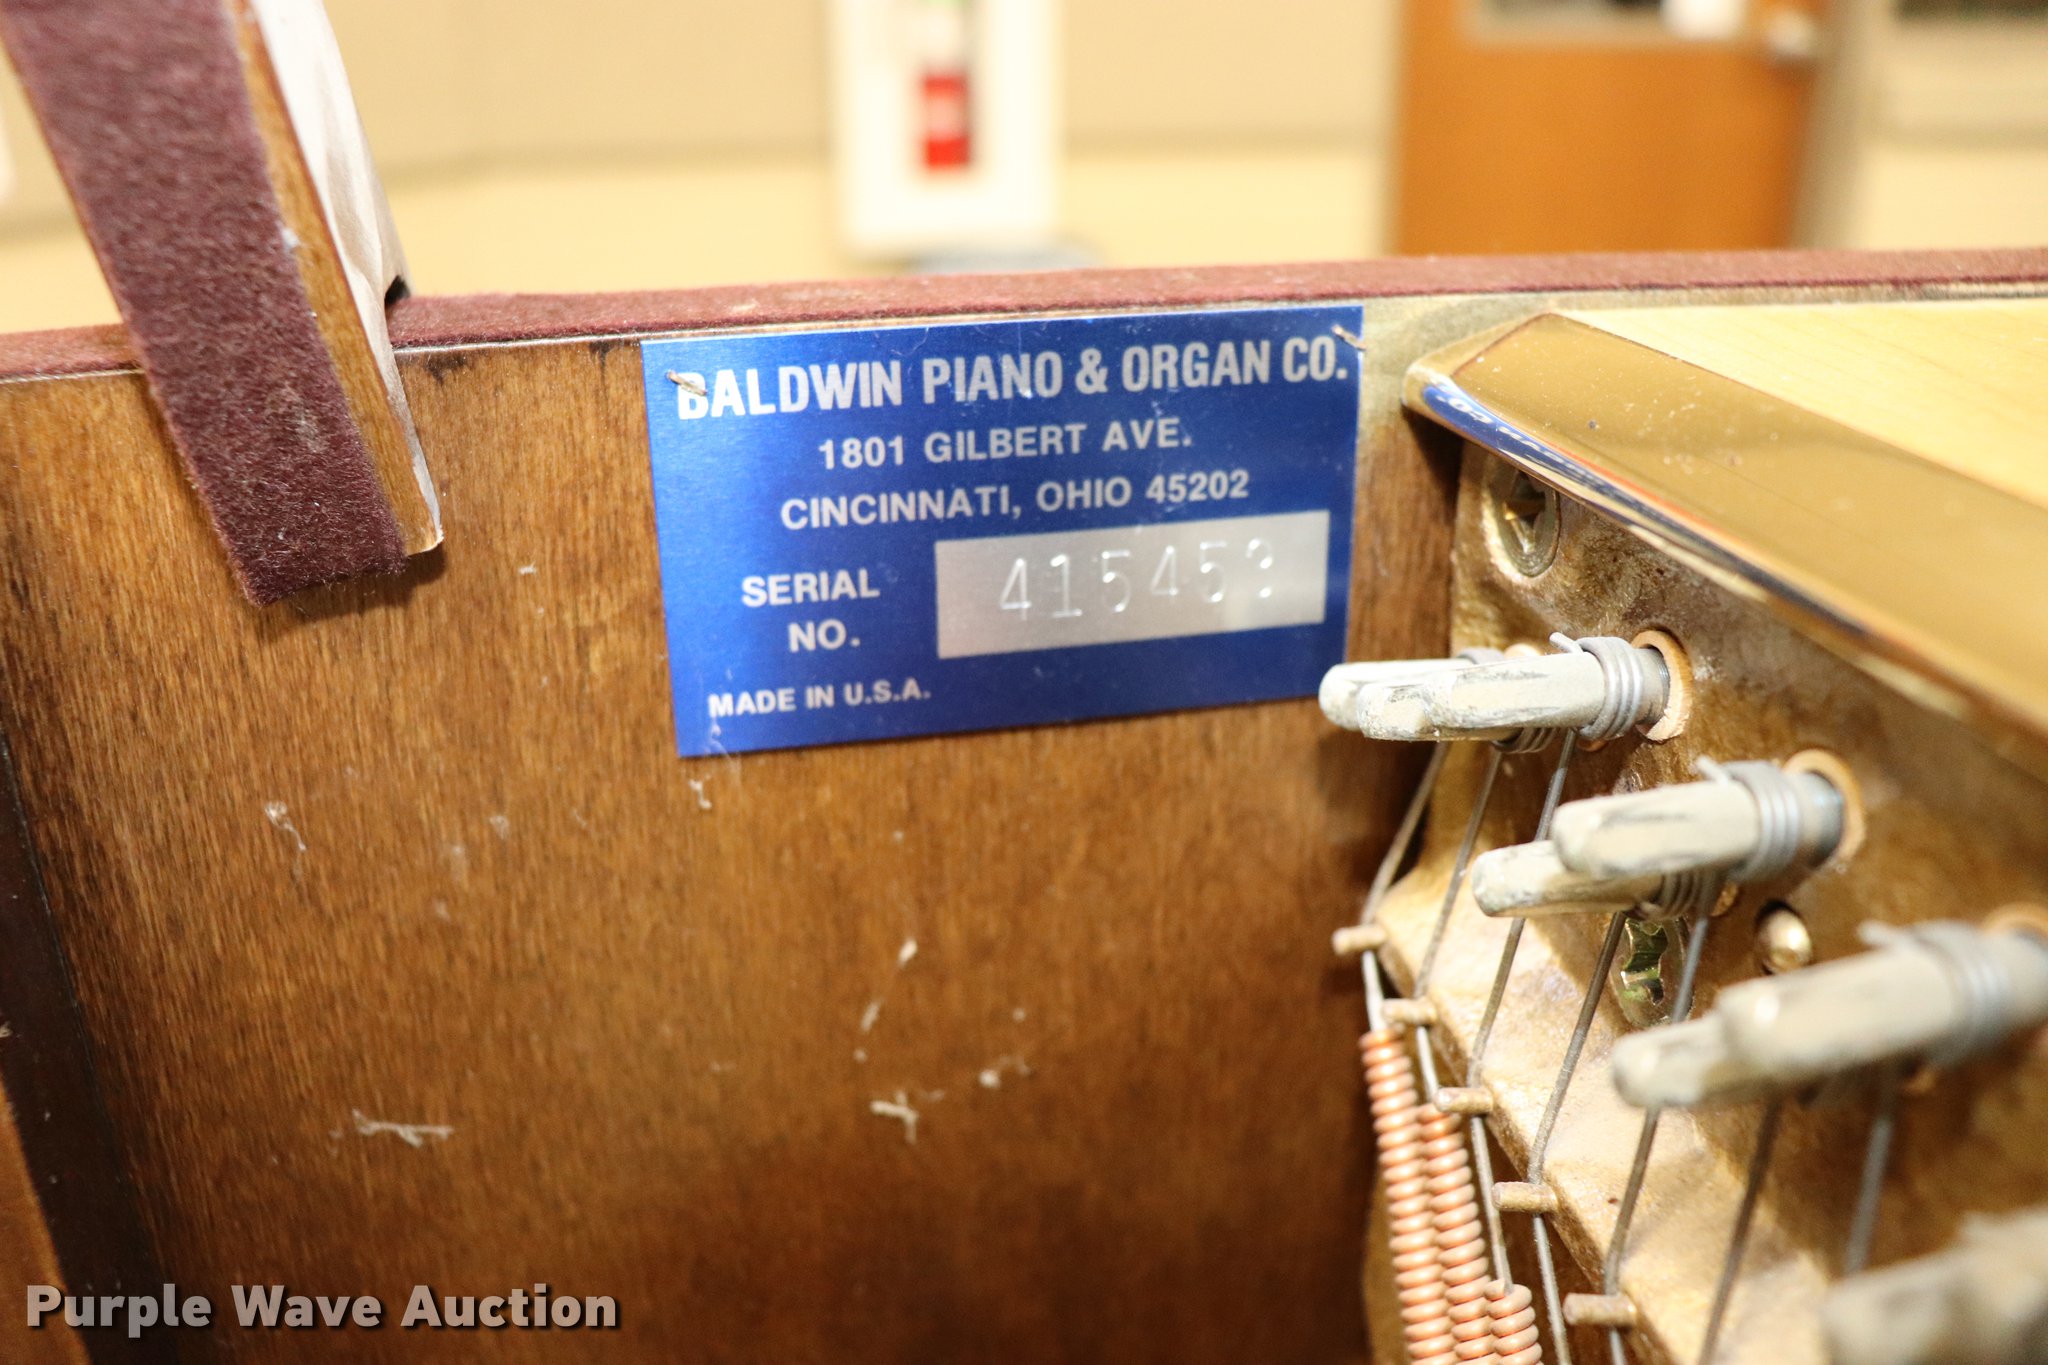 BALDWIN PIANO & ORGAN CO.
1801 GILBERT AVE.
CINCINNATI, OHIO 45202
SERIAL
NO.
MADE IN U.S.A.
Purple Wave Auction